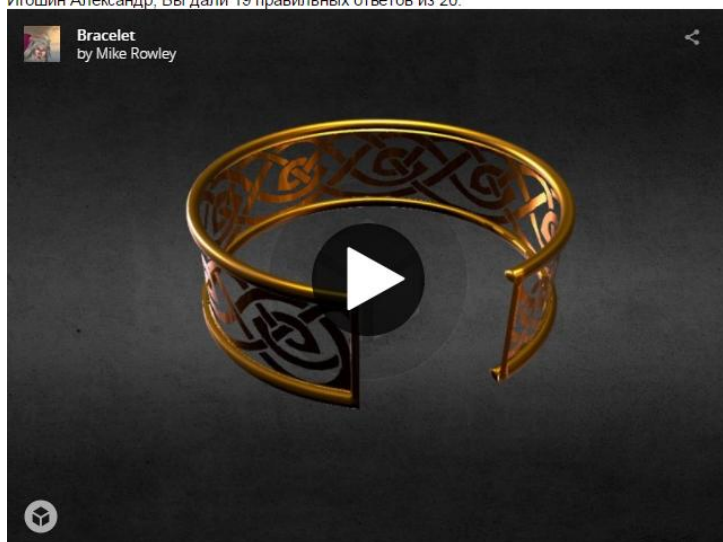 Игошин Александр, Вы дали 19 правильных ответов из 20.
Bracelet
by Mike Rowley